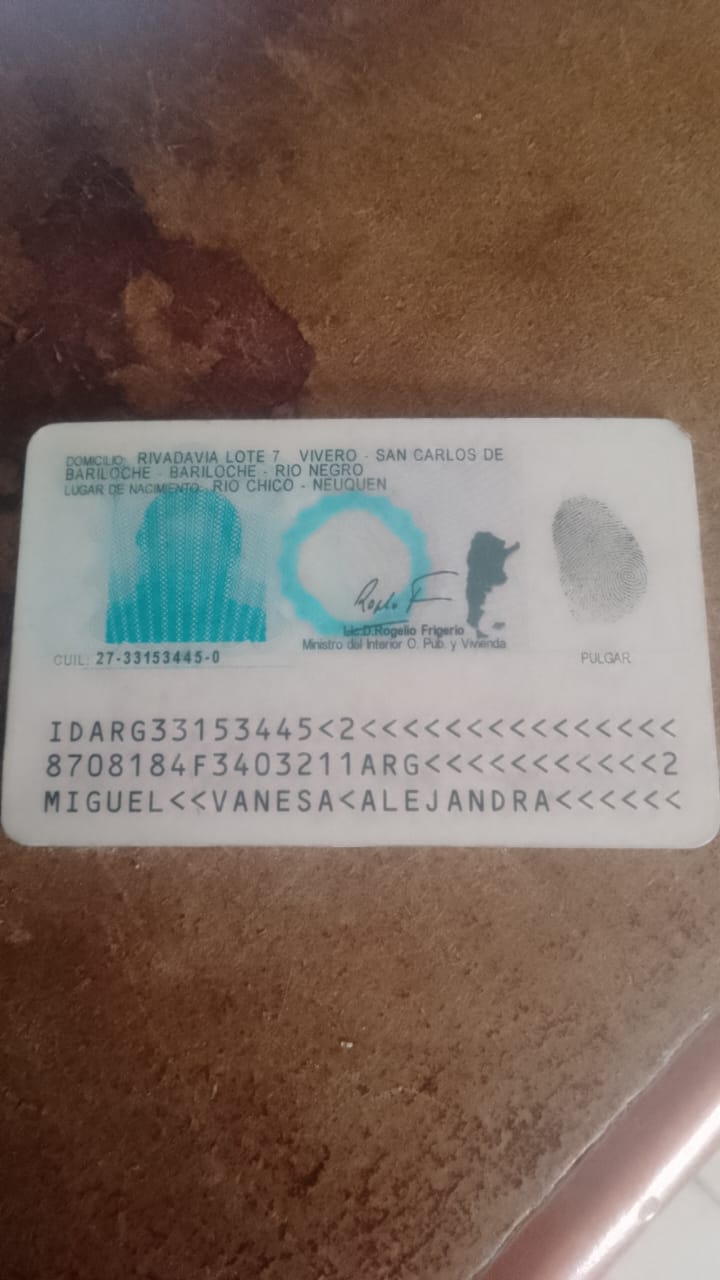 DOMICILIO: RIVADAVIA LOTE 7 VIVERO - SAN CARLOS DE
BARILOCHE - BARILOCHE - RIO NEGRO
LUGAR DE NACIMIENTO: RIO CHICO - NEUQUEN
Lic.D.Rogelio Frigerio
Ministro del Interior O. Pub. y Vivienda
CUIL: 27-33153445-0
PULGAR
IDARG33153445<2<<<<<<<<<<<<<<<
8708184F3403211ARG<<<<<<<<<<<2
MIGUEL<<VANESA<ALEJANDRA<<<<<<